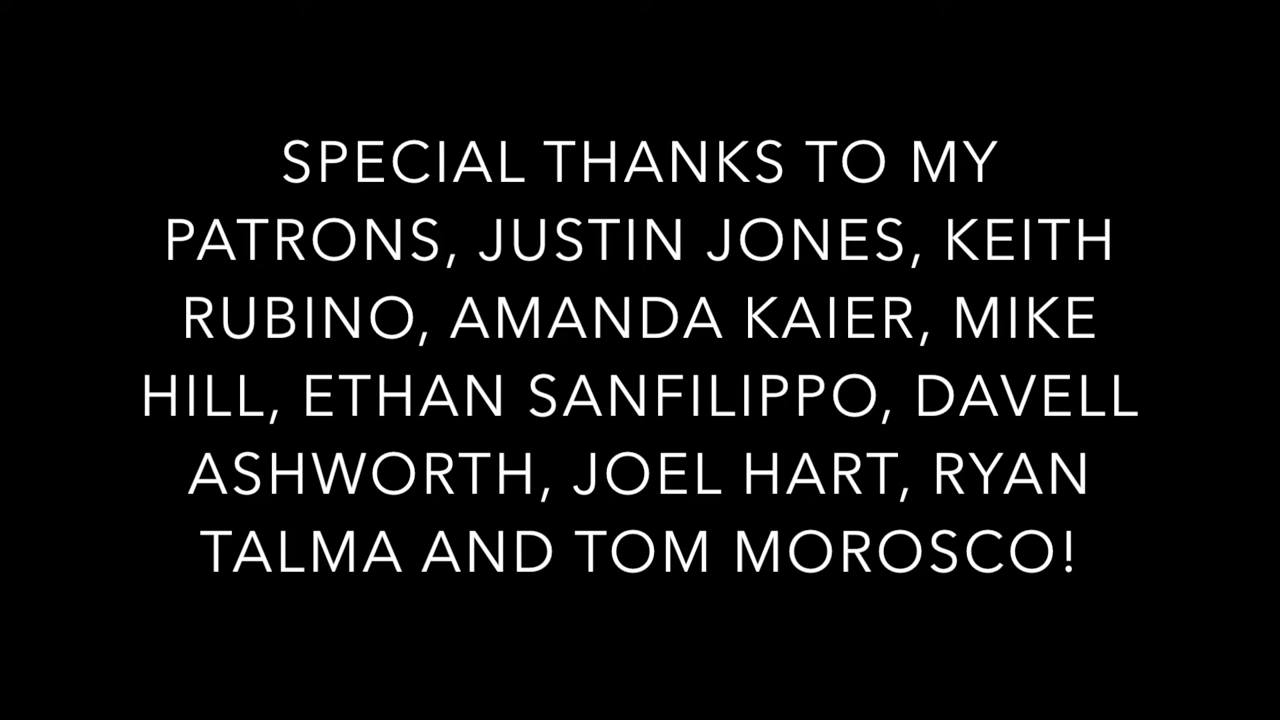 SPECIAL THANKS TO MY
PATRONS, JUSTIN JONES, KEITH
RUBINO, AMANDA KAIER, MIKE
HILL, ETHAN SANFILIPPO, DAVELL
ASHWORTH, JOEL HART, RYAN
TALMA AND TOM MOROSCO!